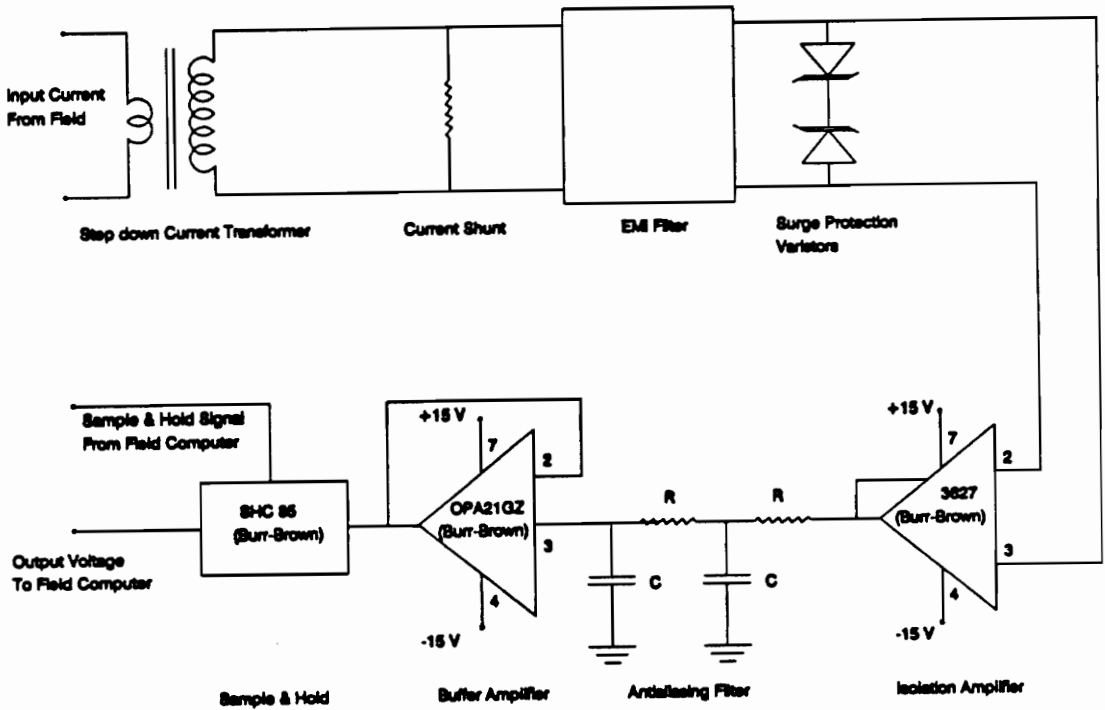 Input Current
From Field
Step down Current Transformer
Current Shunt
EMI Filter
Surge Protection
Varistors
Sample & Hold Signal
From Field Computer
SHC 85
(Burr-Brown)
Output Voltage
To Field Computer
+15 V
7
2
OPA21GZ
(Burr-Brown)
3
4
-15 V
R
R
C
C
+15 V
7
2
3627
(Burr-Brown)
3
4
-15 V
Sample & Hold
Buffer Amplifier
Antialiasing Filter
Isolation Amplifier